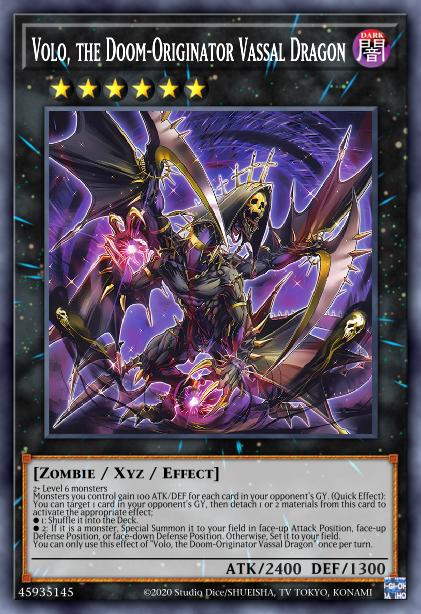 Volo, the Doom-Originator Vassal Dragon
DARK
闇
[Zombie / Xyz / Effect]
2+ Level 6 monsters
Monsters you control gain 100 ATK/DEF for each card in your opponent's GY. (Quick Effect):
You can target 1 card in your opponent's GY, then detach 1 or 2 materials from this card to
activate the appropriate effect;
● 1: Shuffle it into the Deck.
● 2: If it is a monster, Special Summon it to your field in face-up Attack Position, face-up
Defense Position, or face-down Defense Position. Otherwise, Set it to your field.
You can only use this effect of "Volo, the Doom-Originator Vassal Dragon" once per turn.
ATK/2400 DEF/1300
45935145
©2020 Studio Dice/SHUEISHA, TV TOKYO, KONAMI